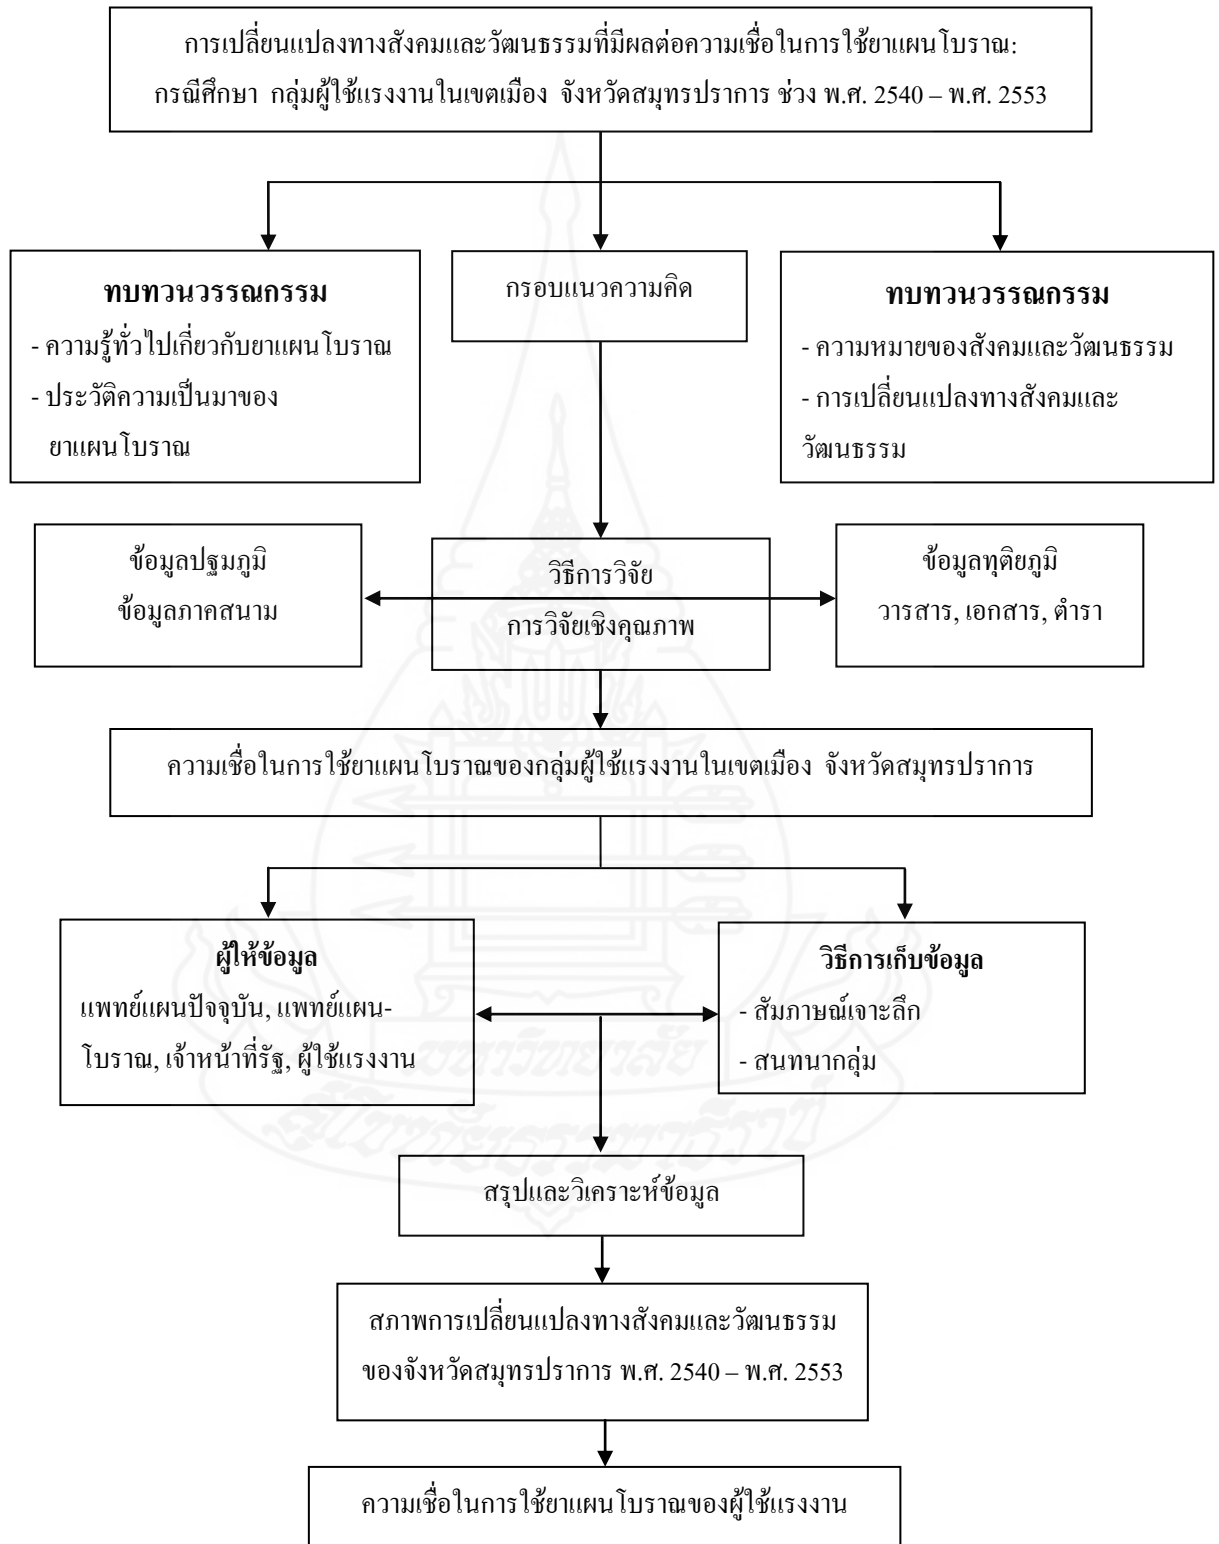 การเปลี่ยนแปลงทางสังคมและวัฒนธรรมที่มีผลต่อความเชื่อในการใช้ยาแผนโบราณ:
กรณีศึกษา กลุ่มผู้ใช้แรงงานในเขตเมือง จังหวัดสมุทรปราการ ช่วง พ.ศ. 2540 – พ.ศ. 2553
ทบทวนวรรณกรรม
- ความรู้ทั่วไปเกี่ยวกับยาแผนโบราณ
- ประวัติความเป็นมาของ
ยาแผนโบราณ
กรอบแนวความคิด
ทบทวนวรรณกรรม
- ความหมายของสังคมและวัฒนธรรม
- การเปลี่ยนแปลงทางสังคมและ
วัฒนธรรม
ข้อมูลปฐมภูมิ
ข้อมูลภาคสนาม
วิธีการวิจัย
การวิจัยเชิงคุณภาพ
ข้อมูลทุติยภูมิ
วารสาร, เอกสาร, ตำรา
ความเชื่อในการใช้ยาแผนโบราณของกลุ่มผู้ใช้แรงงานในเขตเมือง จังหวัดสมุทรปราการ
ผู้ให้ข้อมูล
แพทย์แผนปัจจุบัน, แพทย์แผน-
โบราณ, เจ้าหน้าที่รัฐ, ผู้ใช้แรงงาน
วิธีการเก็บข้อมูล
- สัมภาษณ์เจาะลึก
- สนทนากลุ่ม
มหาวิทยาลัย
สุโขทัยธรรมาธิราช
สรุปและวิเคราะห์ข้อมูล
สภาพการเปลี่ยนแปลงทางสังคมและวัฒนธรรม
ของจังหวัดสมุทรปราการ พ.ศ. 2540 – พ.ศ. 2553
ความเชื่อในการใช้ยาแผนโบราณของผู้ใช้แรงงาน